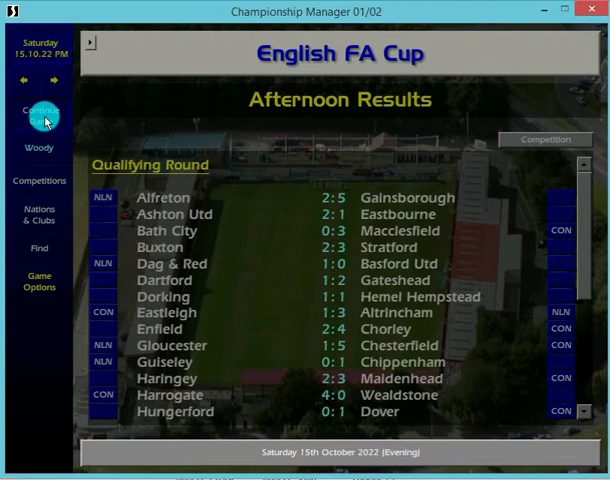 Championship Manager 01/02
Saturday
15.10.22 PM
English FA Cup
Afternoon Results
Continue
Game
Competition
Woody
Qualifying Round
Competitions
NLN Alfreton 2:5 Gainsborough
Ashton Utd 2:1 Eastbourne
Nations
& Clubs
Bath City 0:3 Macclesfield CON
Buxton 2:3 Stratford
Find
NLN Dag & Red 1:0 Basford Utd
Dartford 1:2 Gateshead
Game
Options
Dorking 1:1 Hemel Hempstead
CON Eastleigh 1:3 Altrincham NLN
Enfield 2:4 Chorley CON
NLN Gloucester 1:5 Chesterfield CON
NLN Guiseley 0:1 Chippenham
Haringey 2:3 Maidenhead CON
CON Harrogate 4:0 Wealdstone
Hungerford 0:1 Dover CON
Saturday 15th October 2022 (Evening)